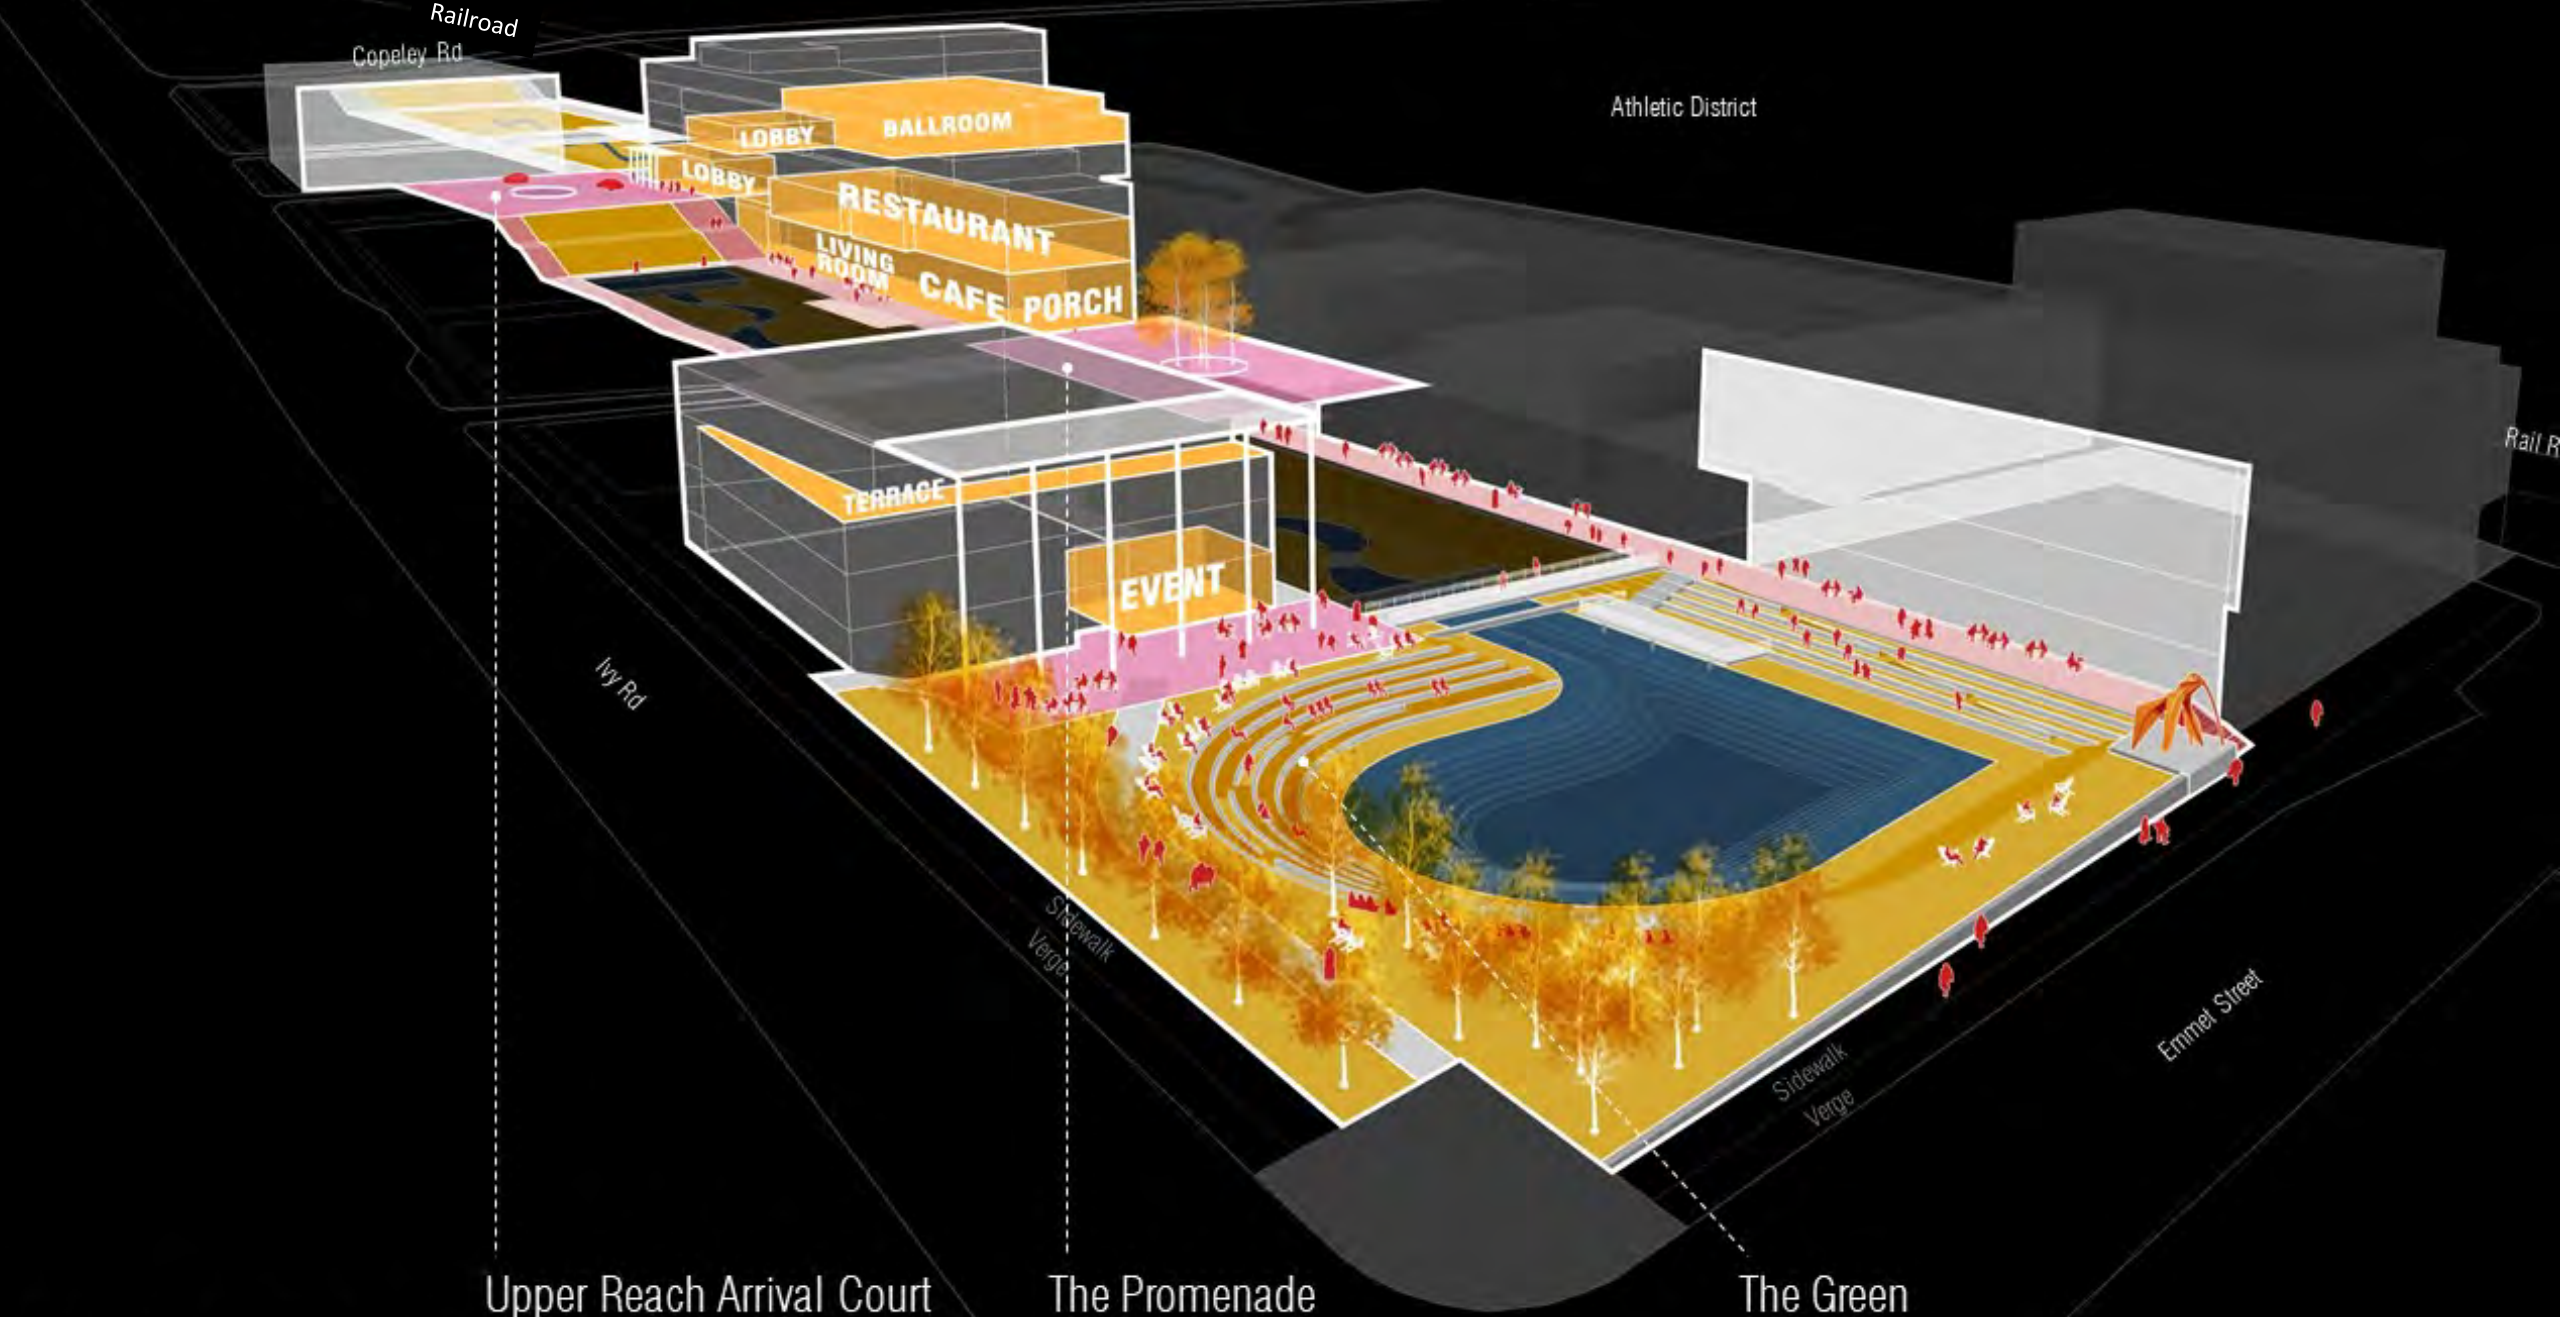 Railroad
Copeley Rd
Athletic District
LOBBY
BALLROOM
LOBBY
RESTAURANT
LIVING
ROOM
CAFE
PORCH
Rail R
TERRACE
EVENT
Ivy Rd
Sidewalk
Verge
Emmet Street
Sidewalk
Verge
Upper Reach Arrival Court
The Promenade
The Green